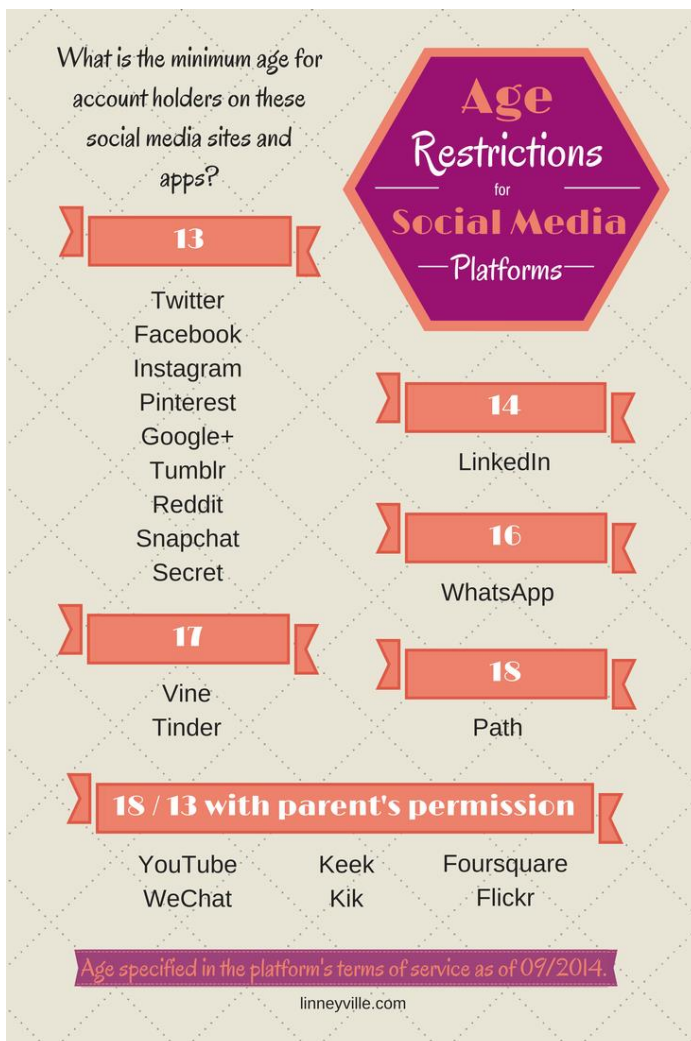 What is the minimum age for
account holders on these
social media sites and
apps?
Age
Restrictions
for
Social Media
Platforms
13
Twitter
Facebook
Instagram
Pinterest
Google+
Tumblr
Reddit
Snapchat
Secret
14
LinkedIn
16
WhatsApp
17
Vine
Tinder
18
Path
18 / 13 with parent's permission
YouTube Keek Foursquare
WeChat Kik Flickr
Age specified in the platform's terms of service as of 09/2014.
linneyville.com